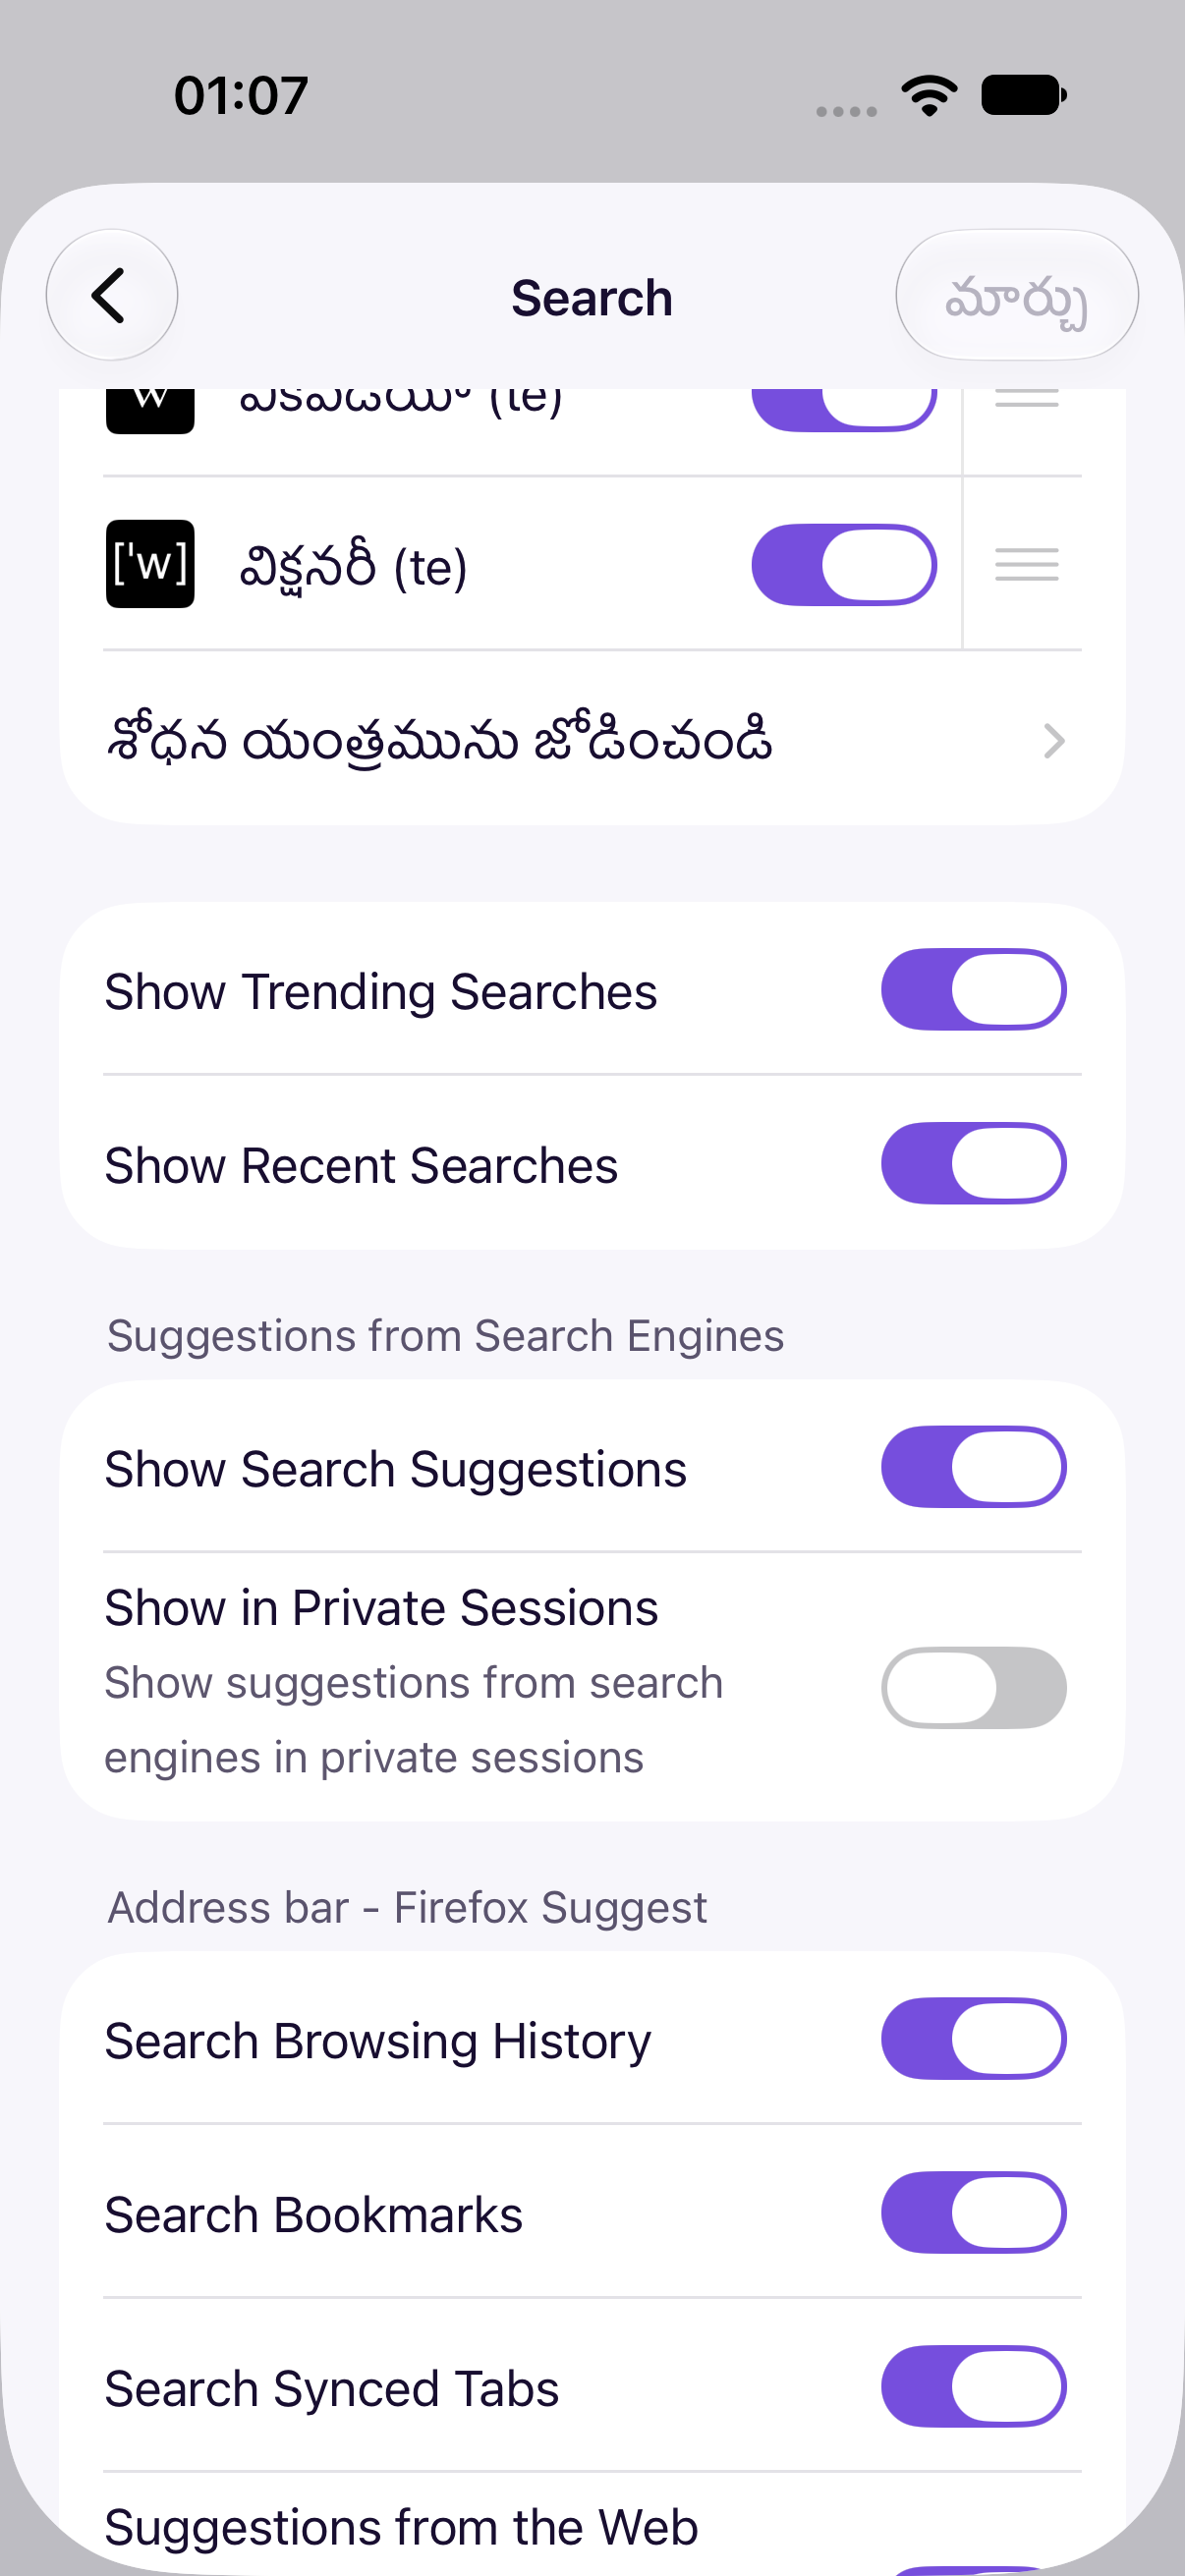 01:07
Search
మార్చు
(te)
['w]
విక్షనరీ (te)
శోధన యంత్రమును జోడించండి
Show Trending Searches
Show Recent Searches
Suggestions from Search Engines
Show Search Suggestions
Show in Private Sessions
Show suggestions from search
engines in private sessions
Address bar - Firefox Suggest
Search Browsing History
Search Bookmarks
Search Synced Tabs
Suggestions from the Web